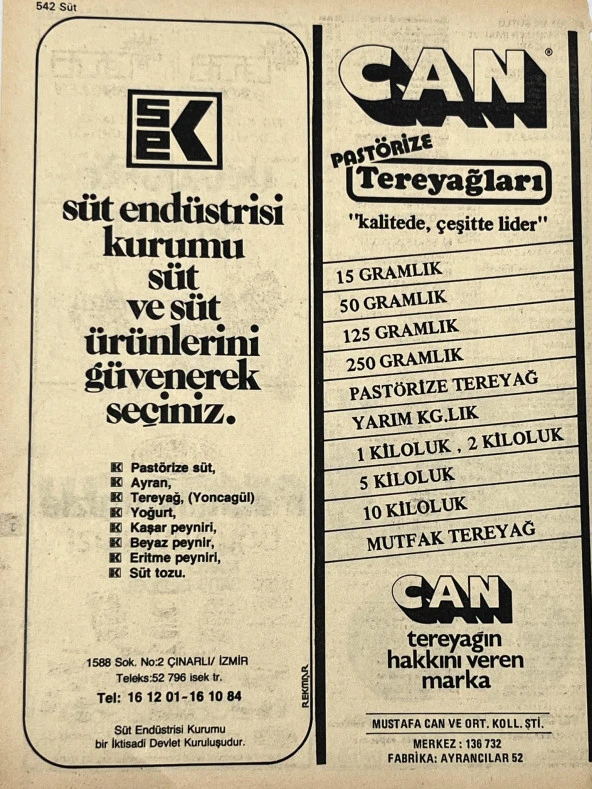 542 Süt
SEK
süt endüstrisi
kurumu
süt
ve süt
ürünlerini
güvenerek
seçiniz.
Pastörize süt,
Ayran,
Tereyağ, (Yoncagül)
Yoğurt,
Kaşar peyniri,
Beyaz peynir,
Eritme peyniri,
Süt tozu.
1588 Sok. No:2 ÇINARLI/ İZMİR
Teleks:52 796 isek tr.
Tel: 16 12 01-16 10 84
Süt Endüstrisi Kurumu
bir İktisadi Devlet Kuruluşudur.
CAN®
PASTÖRİZE
Tereyağları
"kalitede, çeşitte lider"
15 GRAMLIK
50 GRAMLIK
125 GRAMLIK
250 GRAMLIK
PASTÖRİZE TEREYAĞ
YARIM KG.LIK
1 KİLOLUK , 2 KİLOLUK
5 KİLOLUK
10 KİLOLUK
MUTFAK TEREYAĞ
CAN
tereyagın
hakkını veren
marka
MUSTAFA CAN VE ORT. KOLL. ŞTİ.
MERKEZ : 136 732
FABRİKA: AYRANCILAR 52